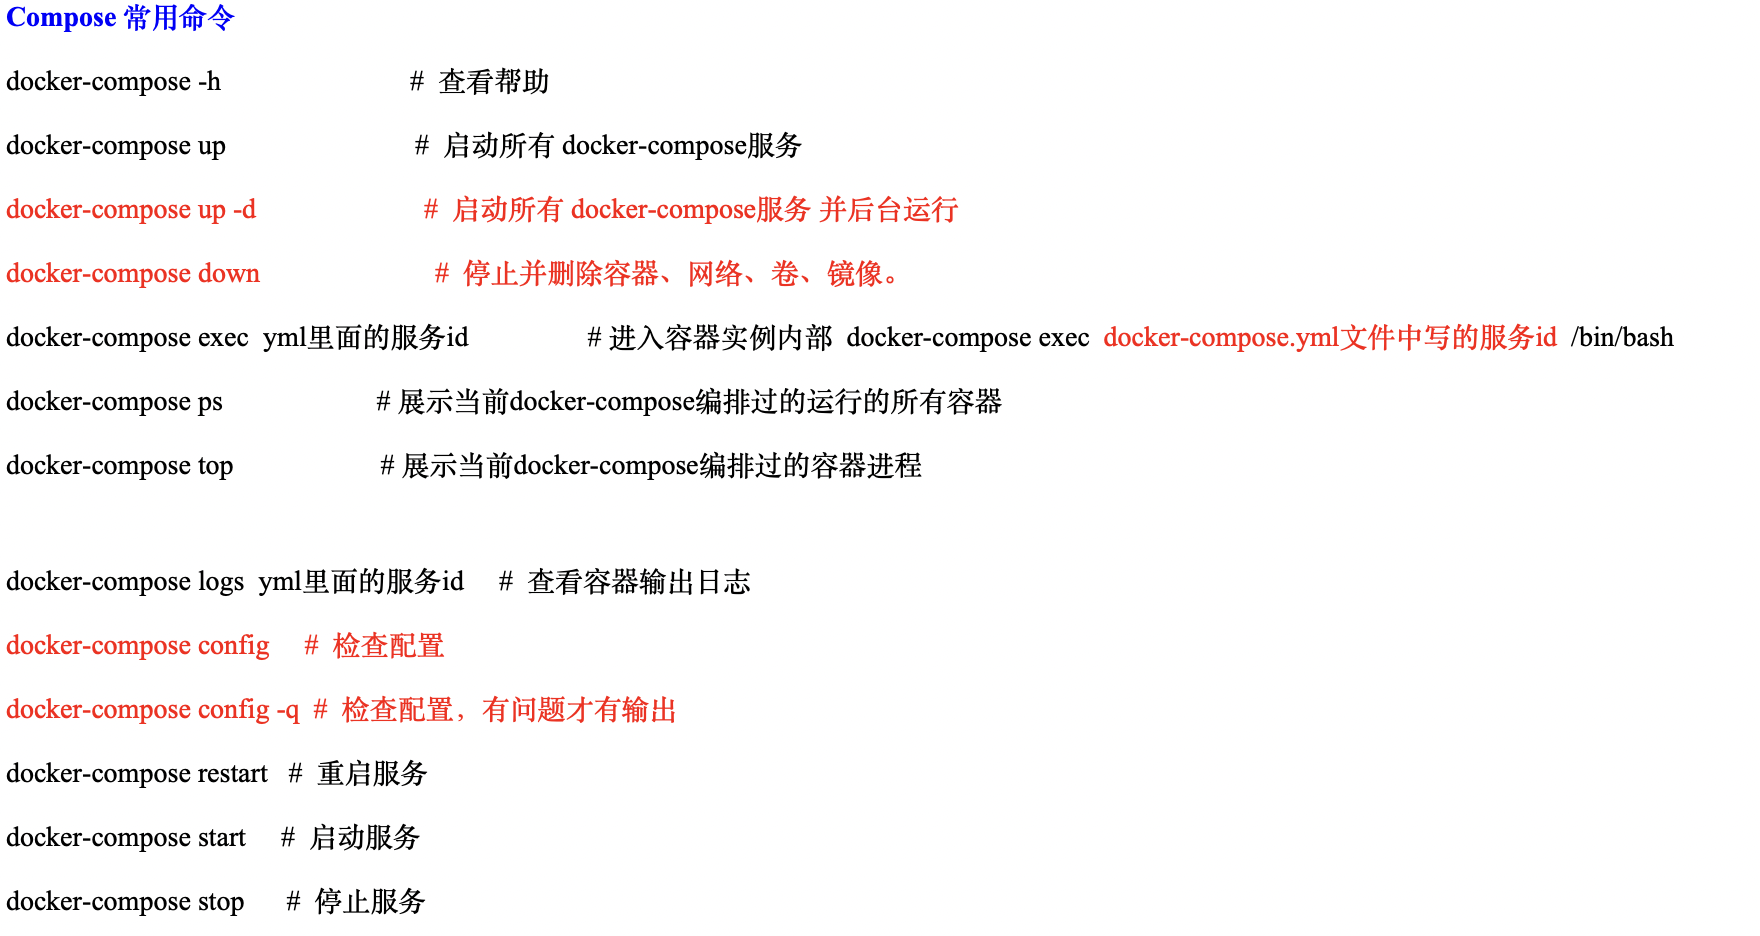 Compose 常用命令
docker-compose -h # 查看帮助
docker-compose up # 启动所有 docker-compose服务
docker-compose up -d # 启动所有 docker-compose服务 并后台运行
docker-compose down # 停止并删除容器、网络、卷、镜像。
docker-compose exec yml里面的服务id # 进入容器实例内部 docker-compose exec docker-compose.yml文件中写的服务id /bin/bash
docker-compose ps # 展示当前docker-compose编排过的运行的所有容器
docker-compose top # 展示当前docker-compose编排过的容器进程
docker-compose logs yml里面的服务id # 查看容器输出日志
docker-compose config # 检查配置
docker-compose config -q # 检查配置，有问题才有输出
docker-compose restart # 重启服务
docker-compose start # 启动服务
docker-compose stop # 停止服务